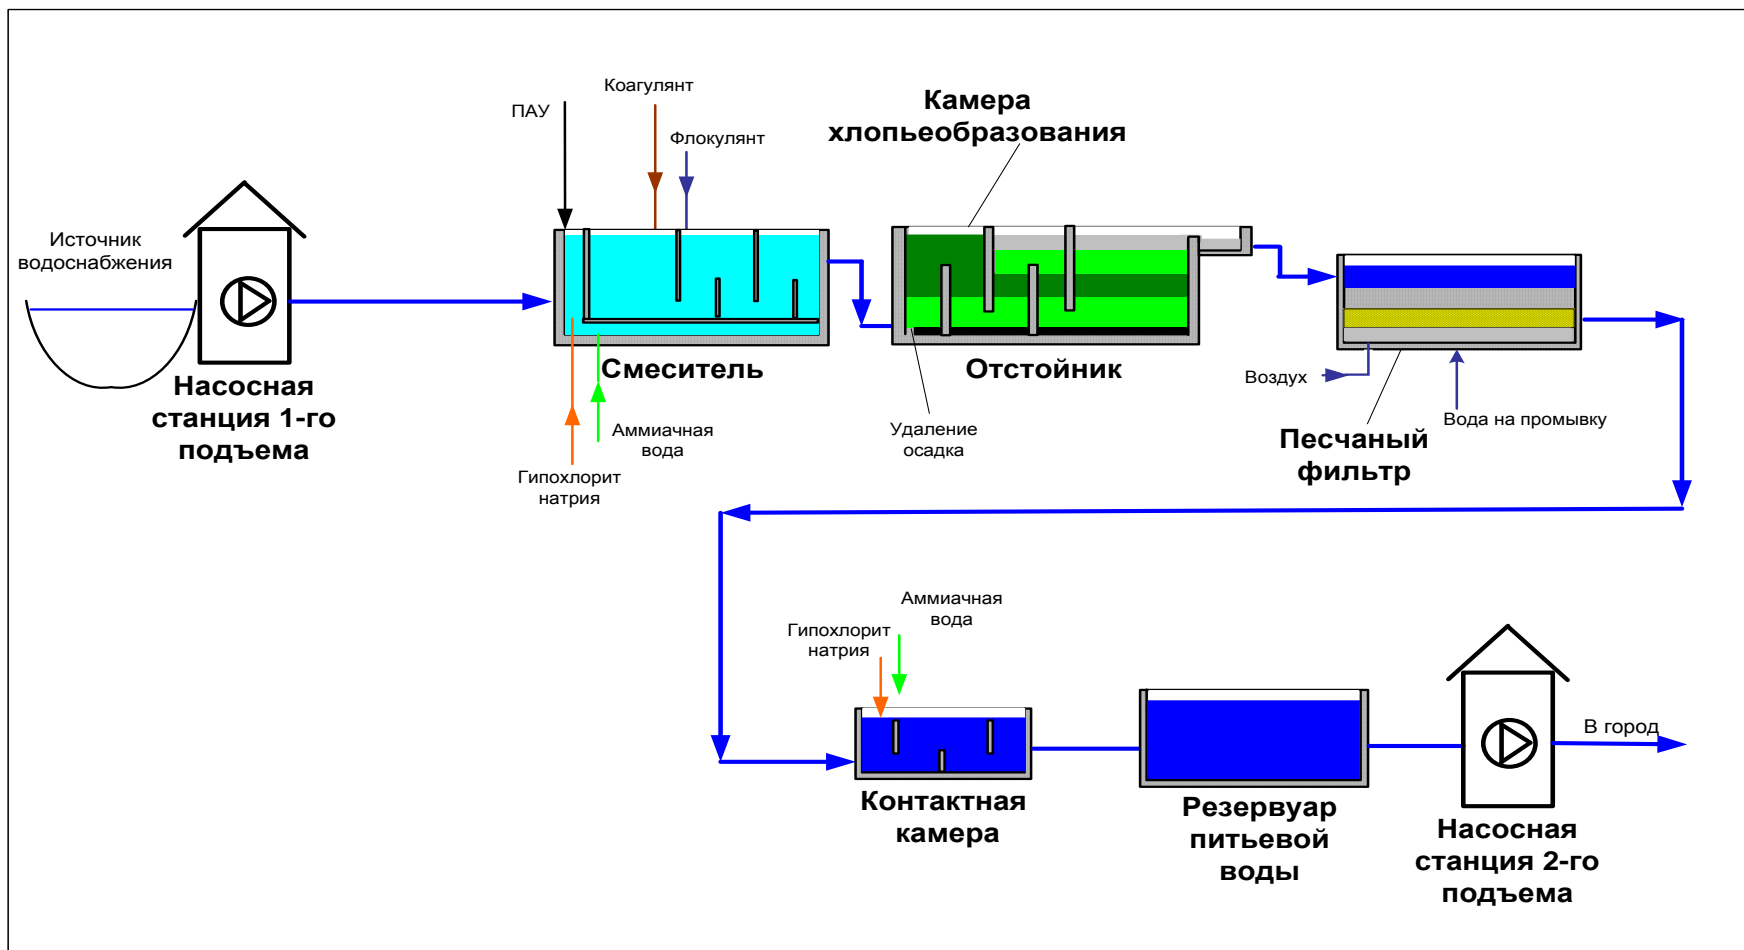 Источник
водоснабжения
Насосная
станция 1-го
подъема
ПАУ
Коагулянт
Флокулянт
Смеситель
Гипохлорит
натрия
Аммиачная
вода
Камера
хлопьеобразования
Отстойник
Удаление
осадка
Воздух
Вода на промывку
Песчаный
фильтр
Гипохлорит
натрия
Аммиачная
вода
Контактная
камера
Резервуар
питьевой
воды
Насосная
станция 2-го
подъема
В город